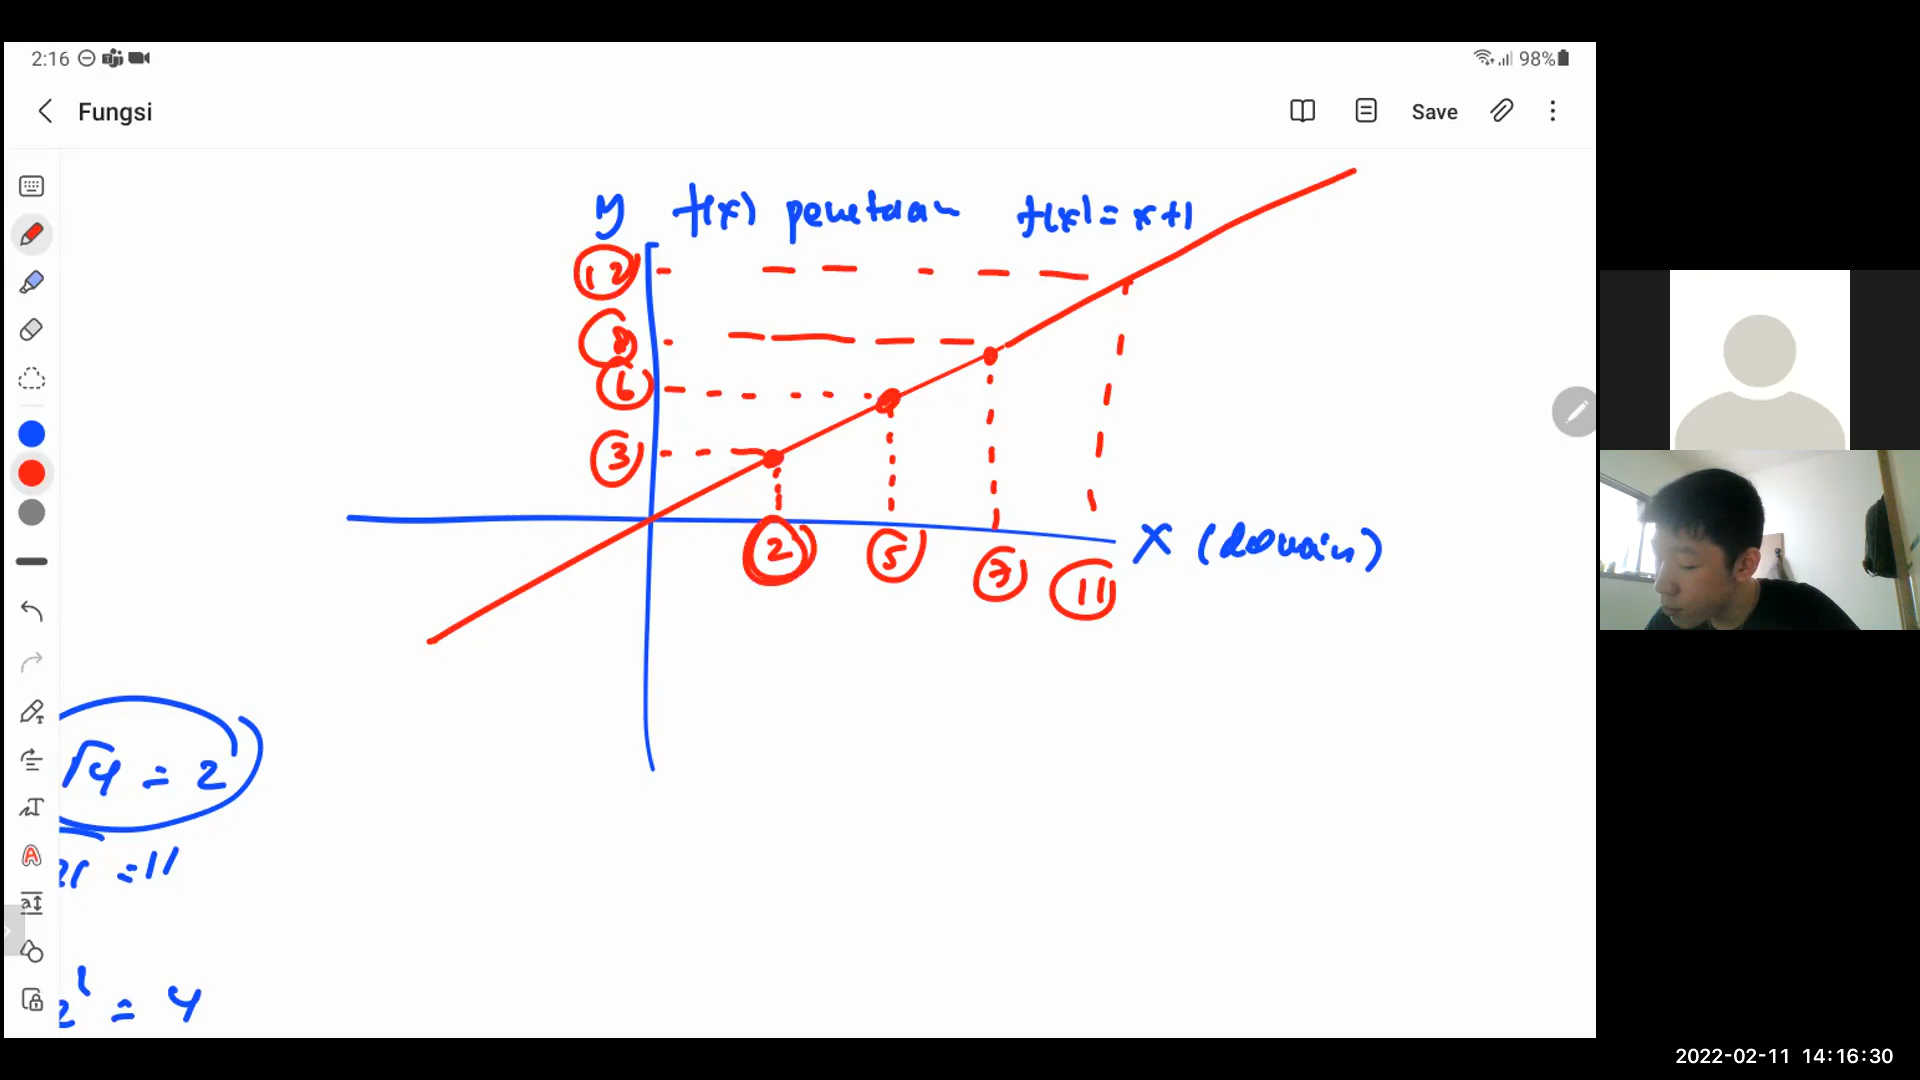 2:16 98%
Fungsi Save
y f(x) pemetaan f(x) = x+1
12
8
6
3
2 5 7 11 X (domain)
√4 = 2
= 11
2² = 4
2022-02-11 14:16:30